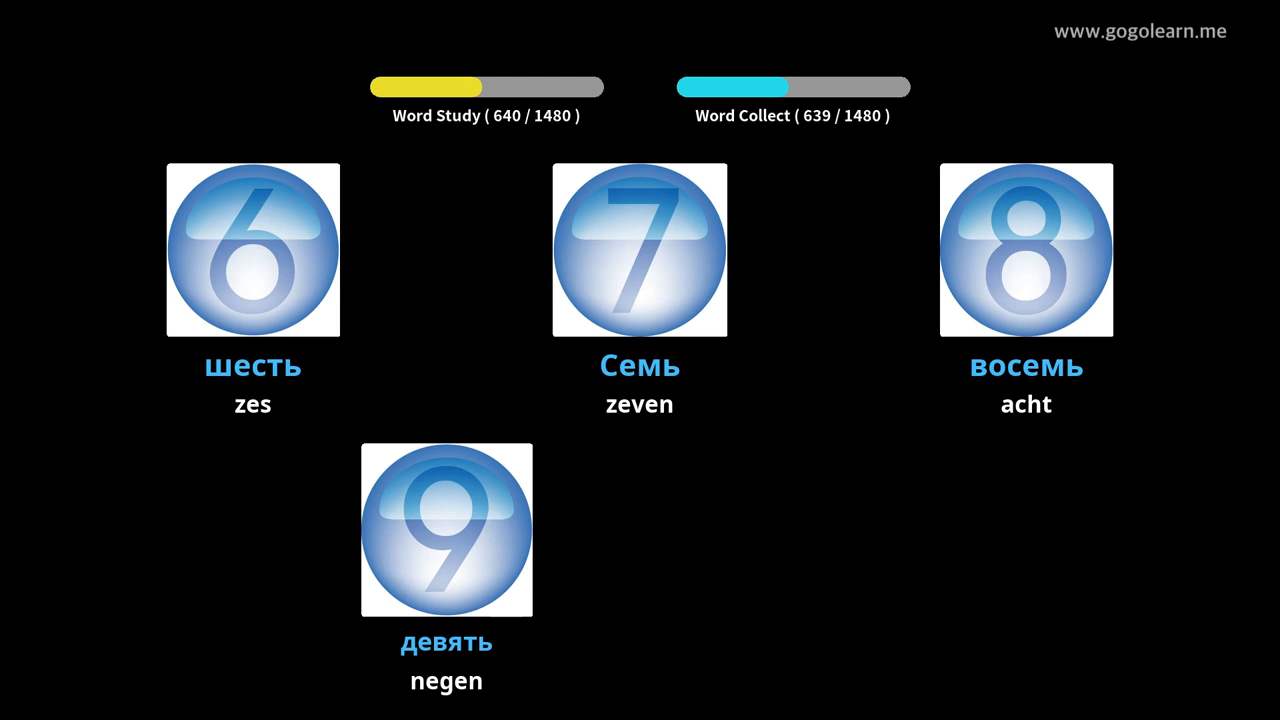 www.gogolearn.me
Word Study ( 640 / 1480 )
Word Collect ( 639 / 1480 )
6
7
8
шесть
Семь
восемь
zes
zeven
acht
9
девять
negen